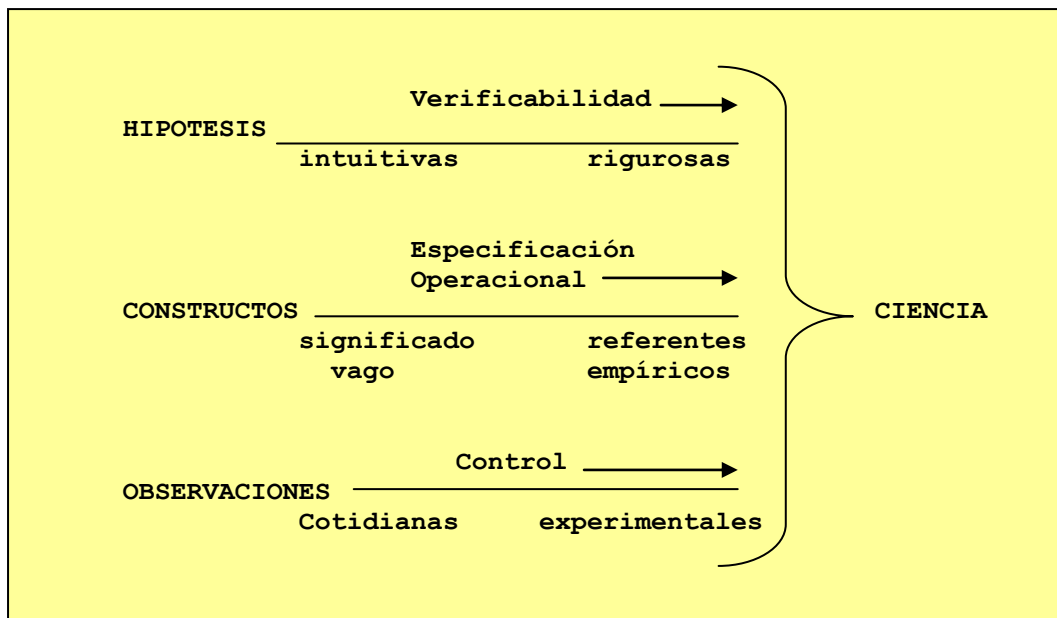 Verificabilidad
HIPOTESIS
intuitivas rigurosas
Especificación
Operacional
CONSTRUCTOS CIENCIA
significado referentes
vago empíricos
Control
OBSERVACIONES
Cotidianas experimentales